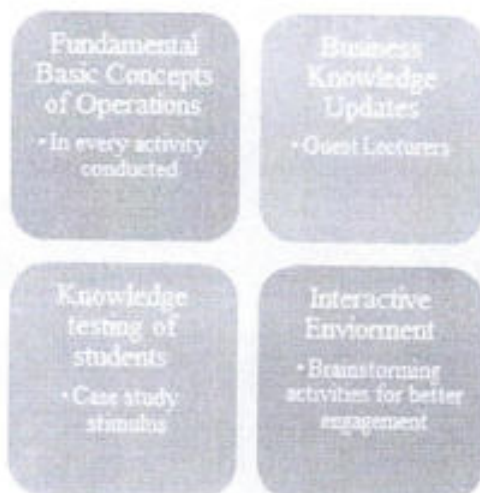 Fundamental
Basic Concepts
of Operations
• In every activity
conducted
Business
Knowledge
Updates
• Guest Lecturers
Knowledge
testing of
students
• Case study
stimulus
Interactive
Enviorment
• Brainstorming
activities for better
engagement